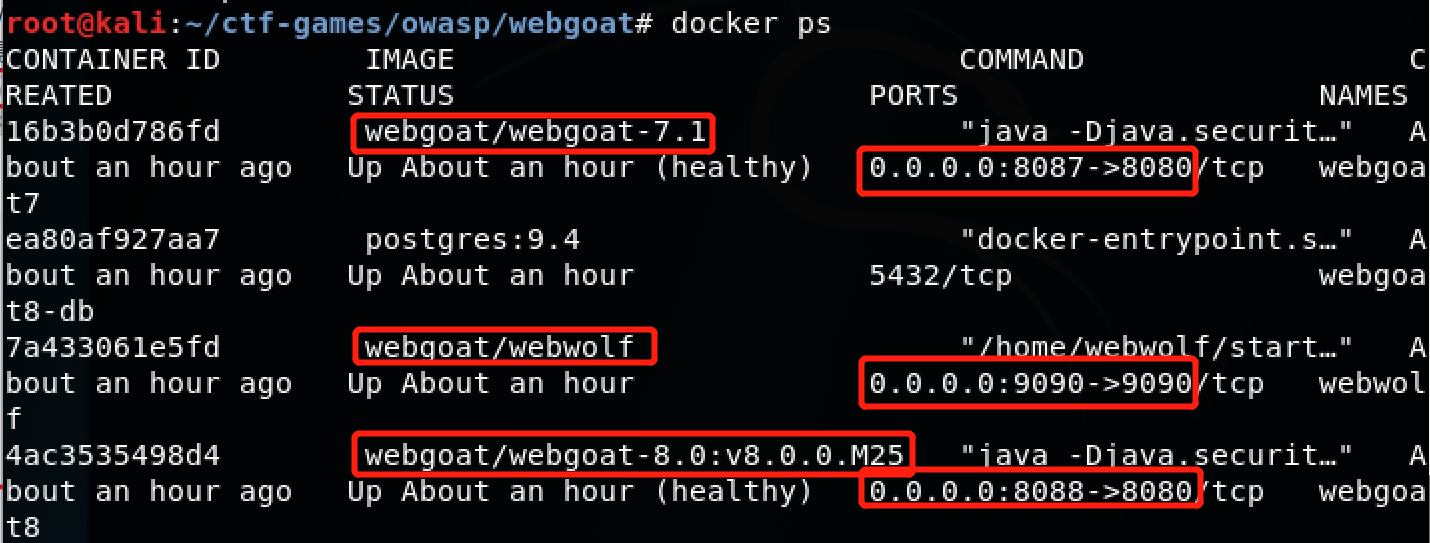 root@kali:~/ctf-games/owasp/webgoat# docker ps
CONTAINER ID        IMAGE                             COMMAND                  C
REATED             STATUS                       PORTS                    NAMES
16b3b0d786fd        webgoat/webgoat-7.1               "java -Djava.securit…"   A
bout an hour ago   Up About an hour (healthy)   0.0.0.0:8087->8080/tcp   webgoa
t7
ea80af927aa7        postgres:9.4                      "docker-entrypoint.s…"   A
bout an hour ago   Up About an hour             5432/tcp                 webgoa
t8-db
7a433061e5fd        webgoat/webwolf                   "/home/webwolf/start…"   A
bout an hour ago   Up About an hour             0.0.0.0:9090->9090/tcp   webwol
f
4ac3535498d4        webgoat/webgoat-8.0:v8.0.0.M25    "java -Djava.securit…"   A
bout an hour ago   Up About an hour (healthy)   0.0.0.0:8088->8080/tcp   webgoa
t8